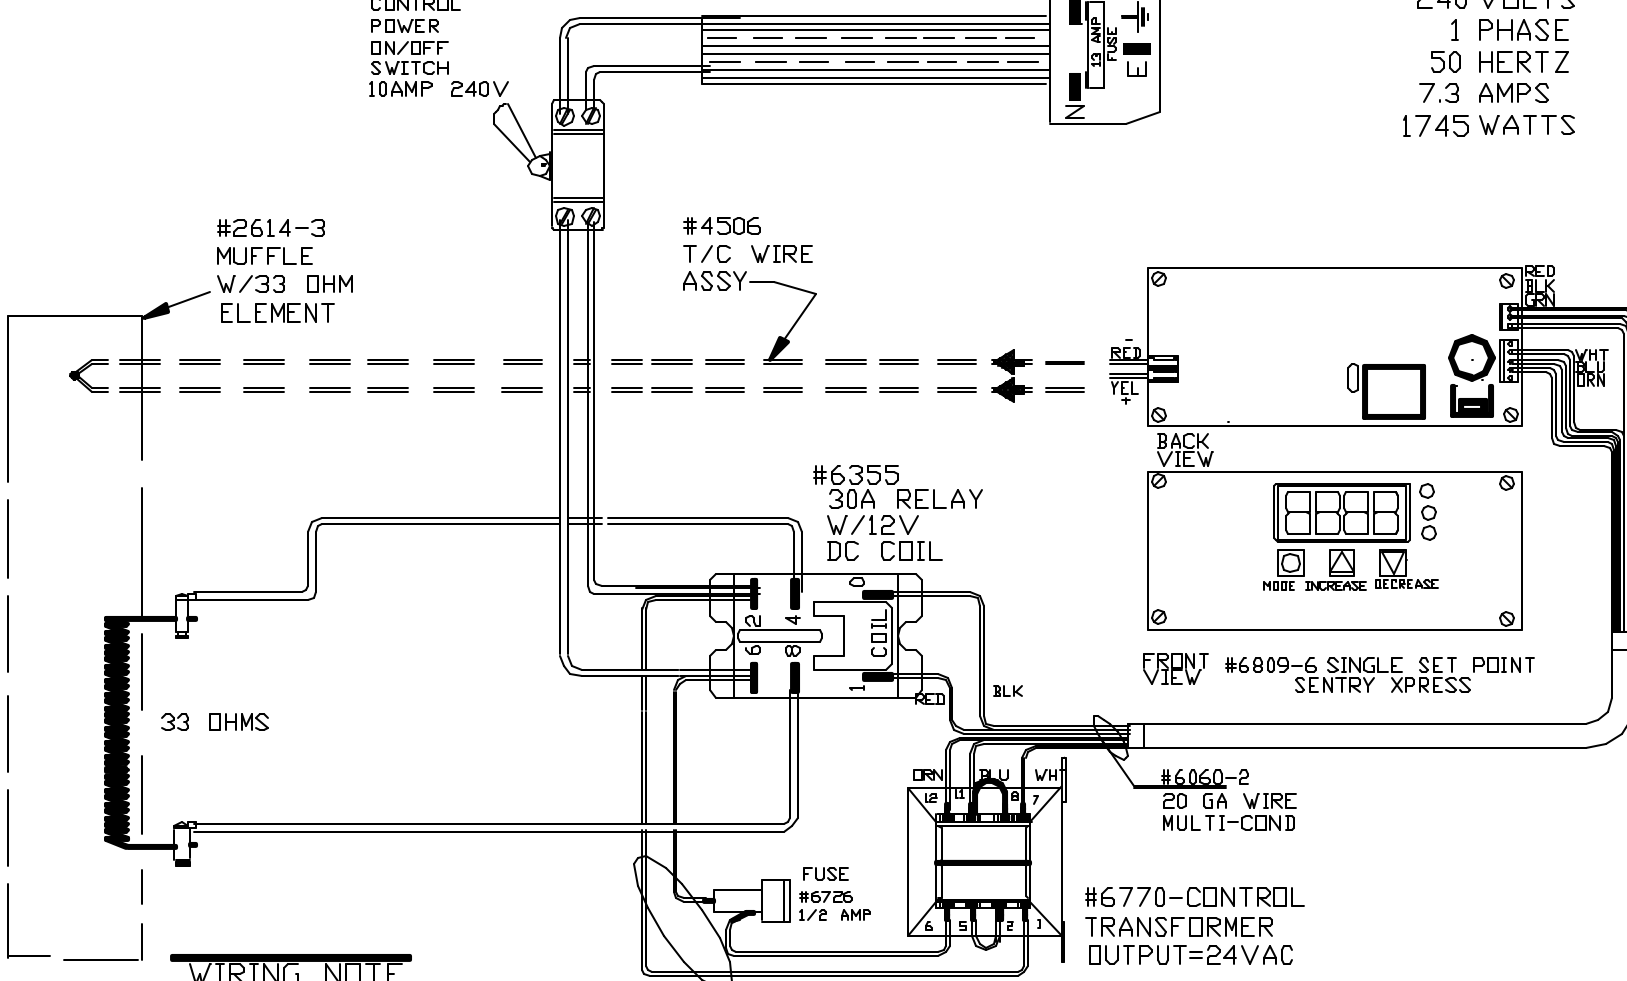 CONTROL
POWER
ON/OFF
SWITCH
10AMP 240V
13 AMP
FUSE
E
N
240 VOLTS
1 PHASE
50 HERTZ
7.3 AMPS
1745 WATTS
#2614-3
MUFFLE
W/33 OHM
ELEMENT
#4506
T/C WIRE
ASSY
-
RED
YEL
+
RED
BLK
GRN
WHT
BLU
ORN
BACK
VIEW
#6355
30A RELAY
W/12V
DC COIL
MODE INCREASE DECREASE
2 4 0
COIL
6 8 1
RED
BLK
FRONT
VIEW
#6809-6 SINGLE SET POINT
SENTRY XPRESS
33 OHMS
ORN BLU WHT
12 11 8 7
#6060-2
20 GA WIRE
MULTI-COND
FUSE
#6726
1/2 AMP
6 5 2 1
#6770-CONTROL
TRANSFORMER
OUTPUT=24VAC
WIRING NOTE